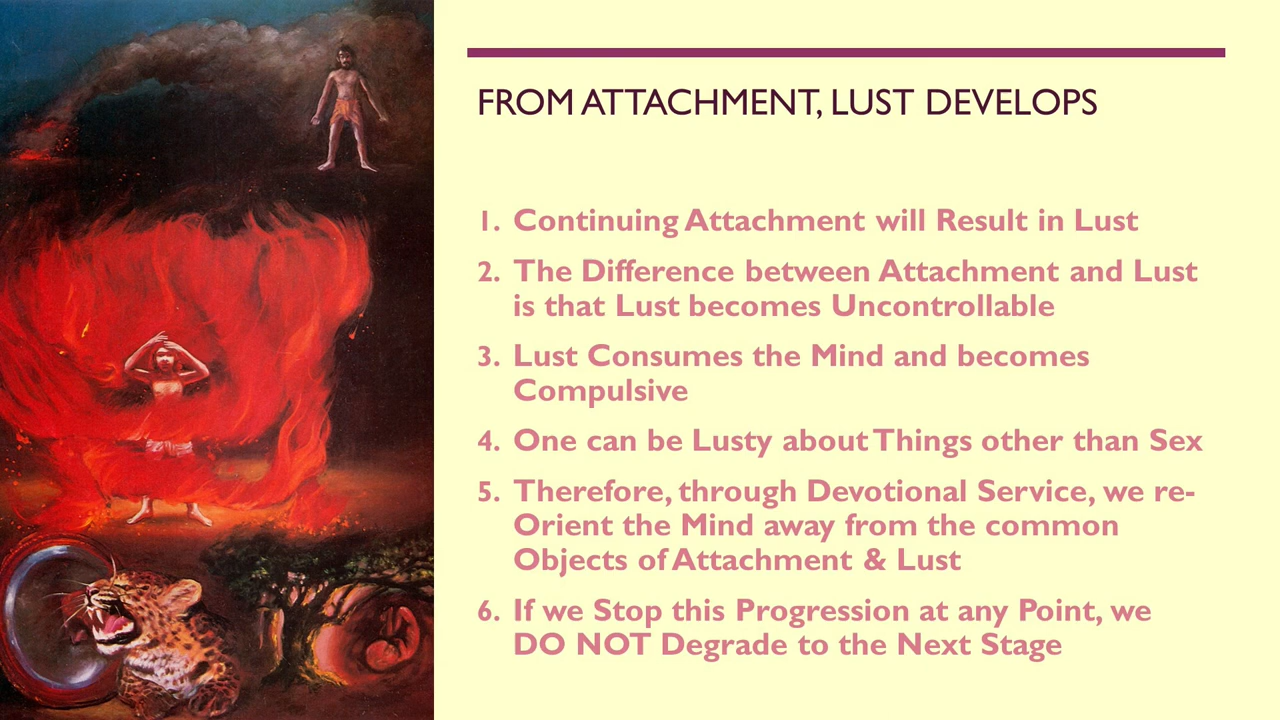 FROM ATTACHMENT, LUST DEVELOPS
1. Continuing Attachment will Result in Lust
2. The Difference between Attachment and Lust
is that Lust becomes Uncontrollable
3. Lust Consumes the Mind and becomes
Compulsive
4. One can be Lusty about Things other than Sex
5. Therefore, through Devotional Service, we re-
Orient the Mind away from the common
Objects of Attachment & Lust
6. If we Stop this Progression at any Point, we
DO NOT Degrade to the Next Stage